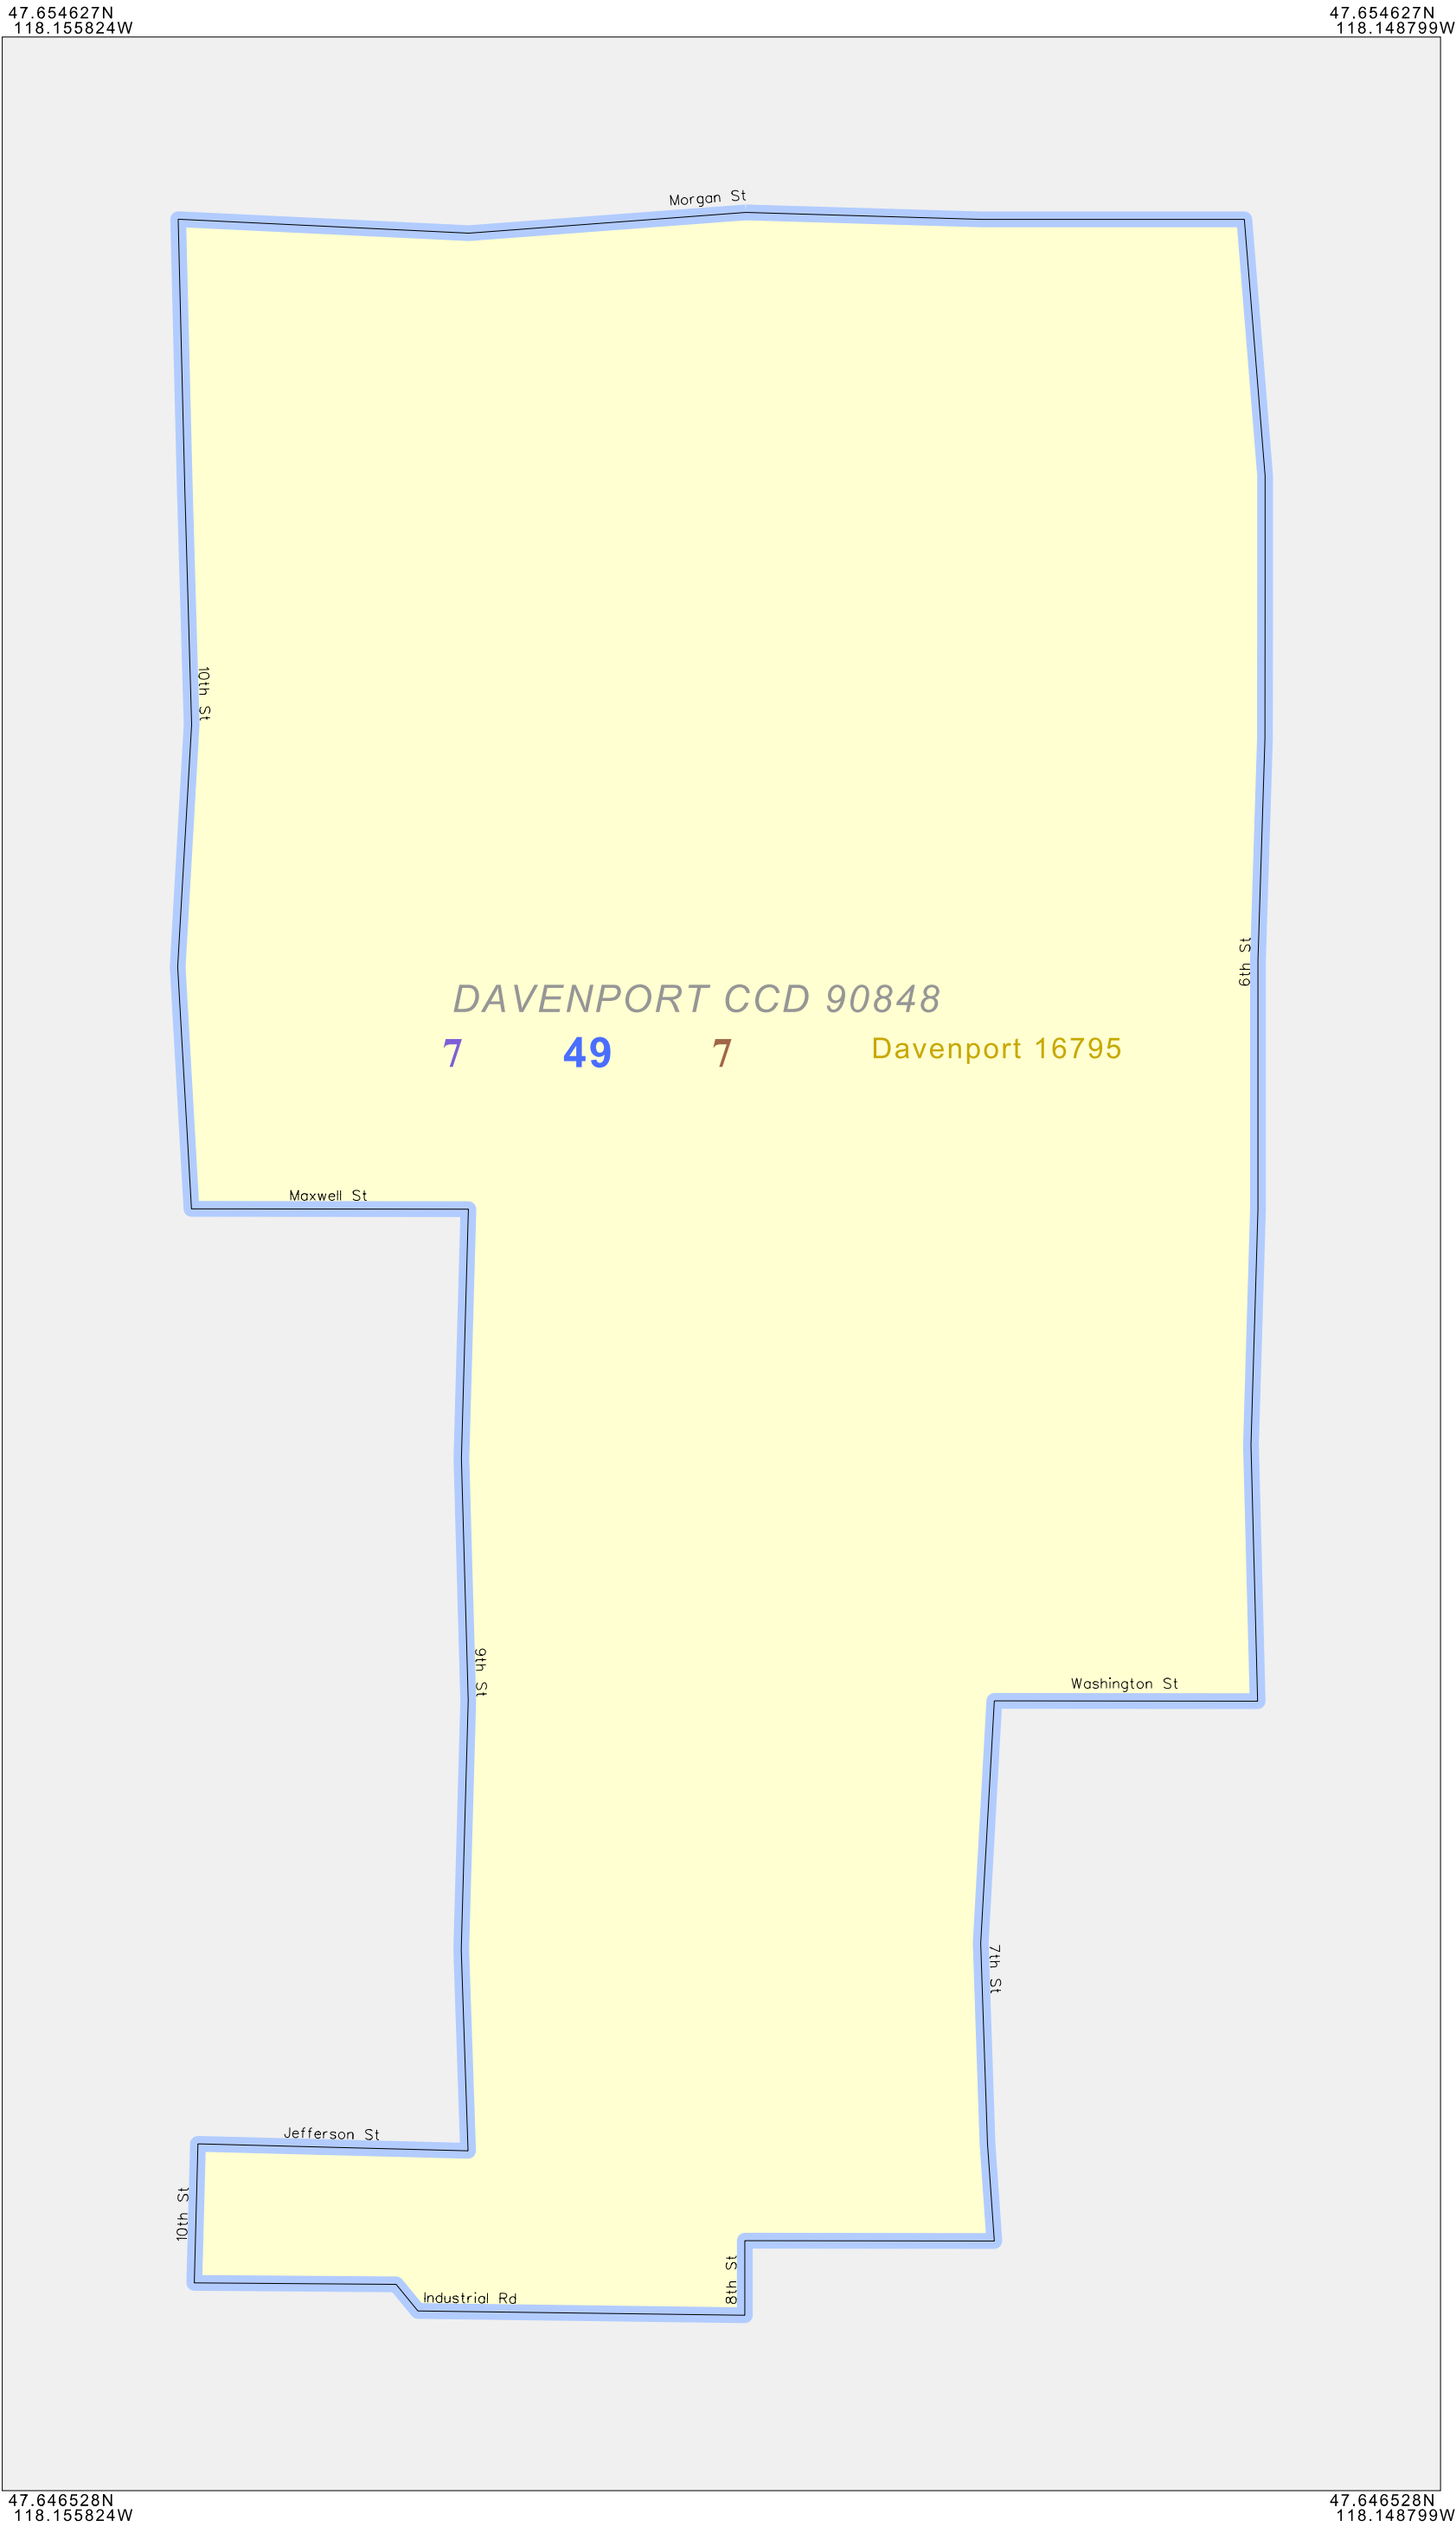 47.654627N
118.155824W
47.654627N
118.148799W
Morgan St
10th St
6th St
DAVENPORT CCD 90848
7 49 7 Davenport 16795
Maxwell St
9th St
Washington St
7th St
Jefferson St
10th St
8th St
Industrial Rd
47.646528N
118.155824W
47.646528N
118.148799W